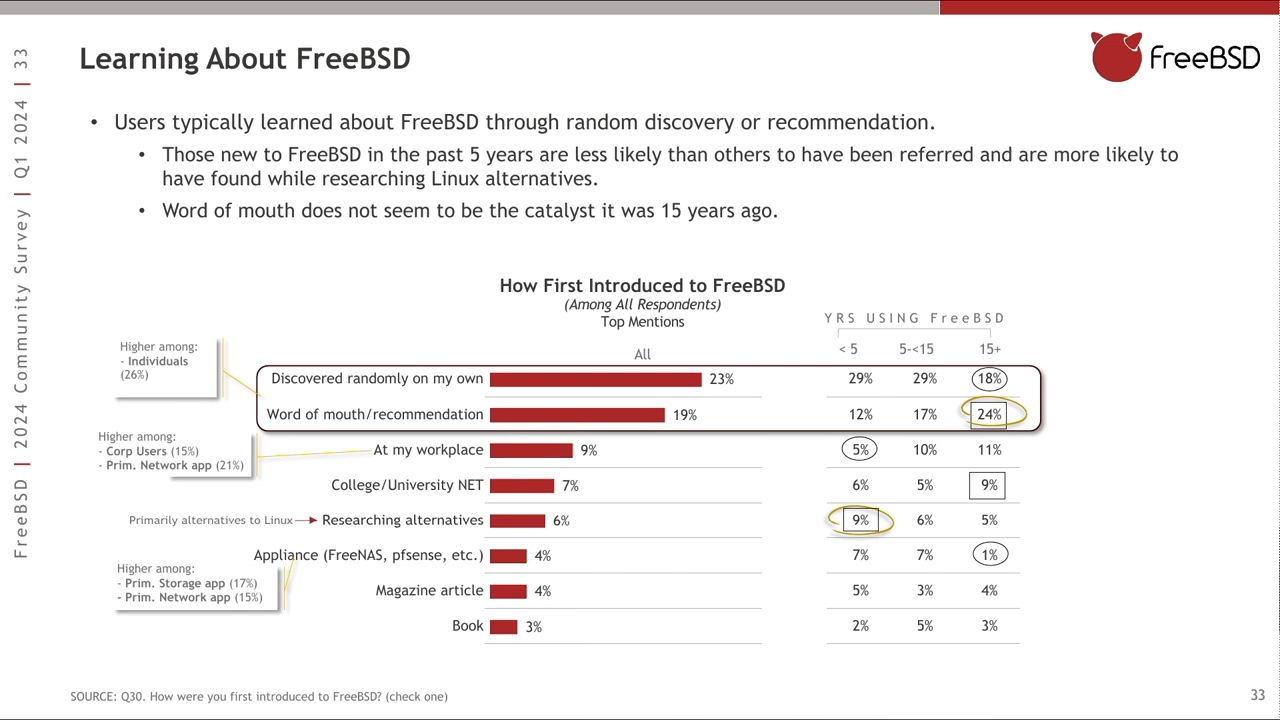 FreeBSD | 2024 Community Survey | Q1 2024 | 33
Learning About FreeBSD
FreeBSD
• Users typically learned about FreeBSD through random discovery or recommendation.
• Those new to FreeBSD in the past 5 years are less likely than others to have been referred and are more likely to
have found while researching Linux alternatives.
• Word of mouth does not seem to be the catalyst it was 15 years ago.
How First Introduced to FreeBSD
(Among All Respondents)
Top Mentions
YRS USING FreeBSD
All < 5 5-<15 15+
Higher among:
- Individuals
(26%)
Discovered randomly on my own 23% 29% 29% 18%
Word of mouth/recommendation 19% 12% 17% 24%
Higher among:
- Corp Users (15%)
- Prim. Network app (21%)
At my workplace 9% 5% 10% 11%
College/University NET 7% 6% 5% 9%
Primarily alternatives to Linux Researching alternatives 6% 9% 6% 5%
Appliance (FreeNAS, pfsense, etc.) 4% 7% 7% 1%
Higher among:
- Prim. Storage app (17%)
- Prim. Network app (15%)
Magazine article 4% 5% 3% 4%
Book 3% 2% 5% 3%
SOURCE: Q30. How were you first introduced to FreeBSD? (check one)
33